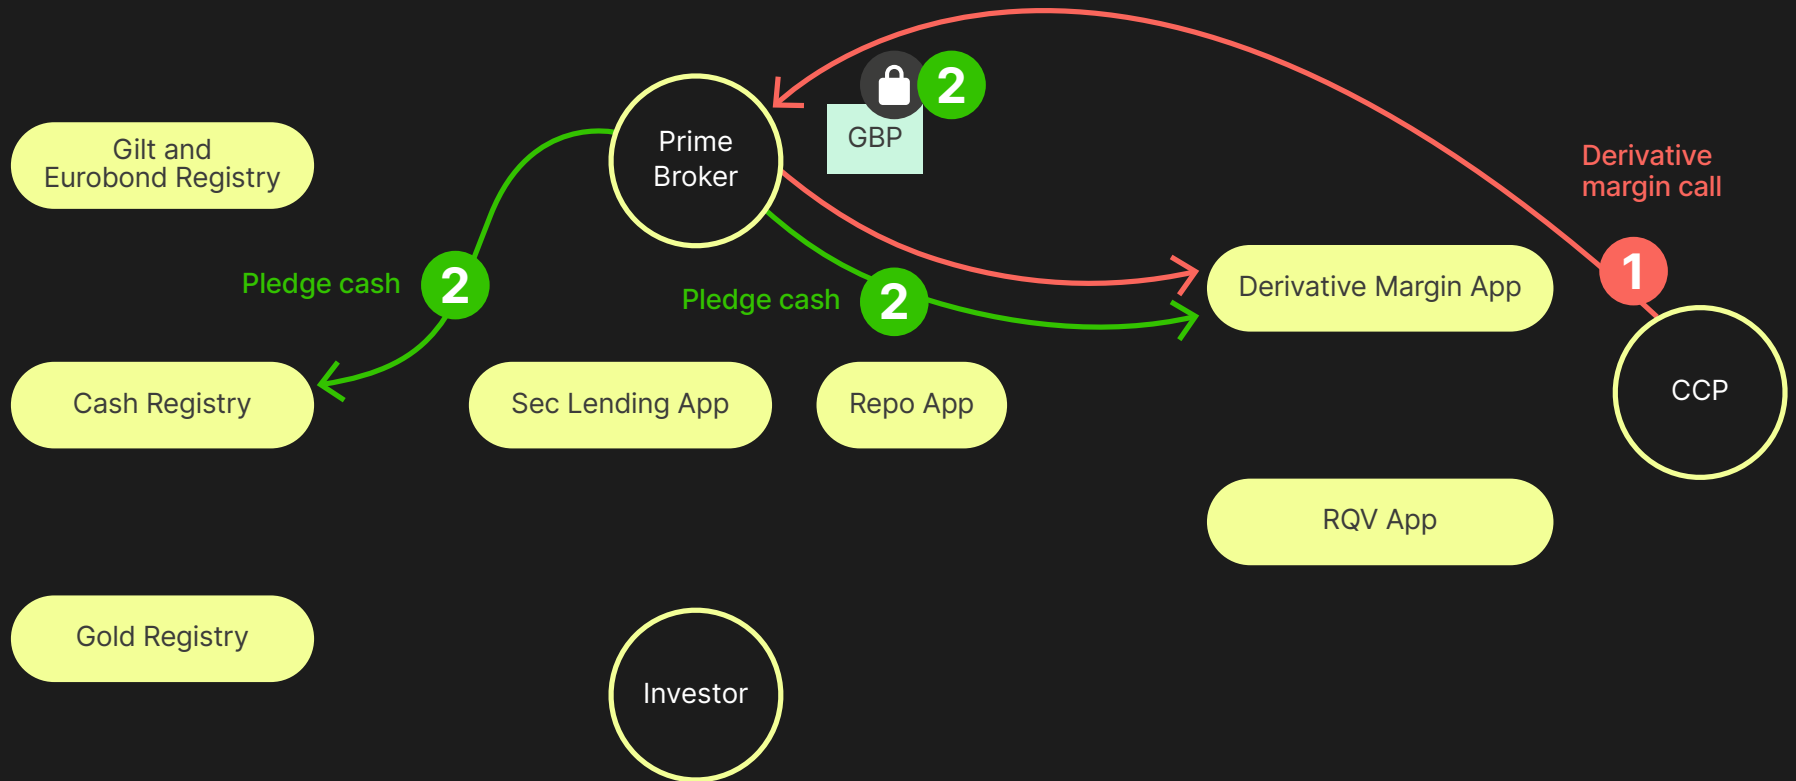 2
GBP
Prime
Broker
Gilt and
Eurobond Registry
Derivative
margin call
Pledge cash
2
Pledge cash
2
Derivative Margin App
1
Cash Registry
Sec Lending App
Repo App
CCP
RQV App
Gold Registry
Investor